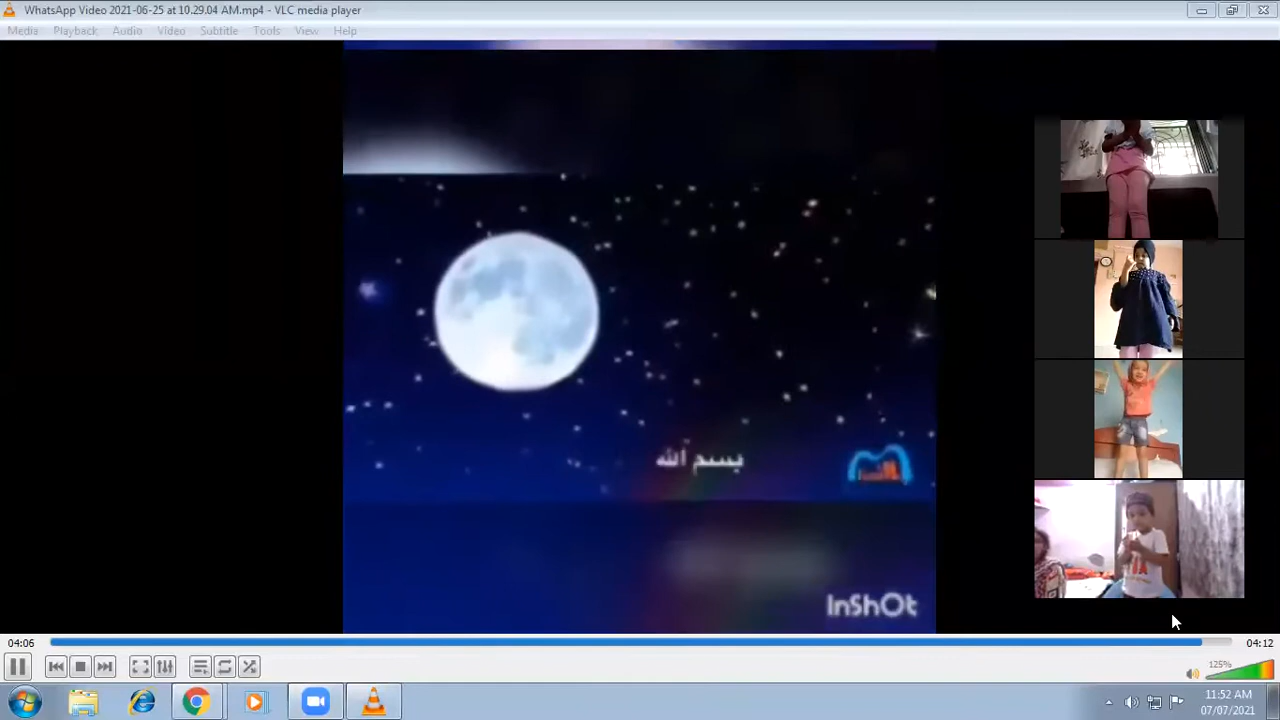 WhatsApp Video 2021-06-25 at 10.29.04 AM.mp4 - VLC media player
Media Playback Audio Video Subtitle Tools View Help
بسم الله
InShOt
04:06
04:12
125%
11:52 AM
07/07/2021